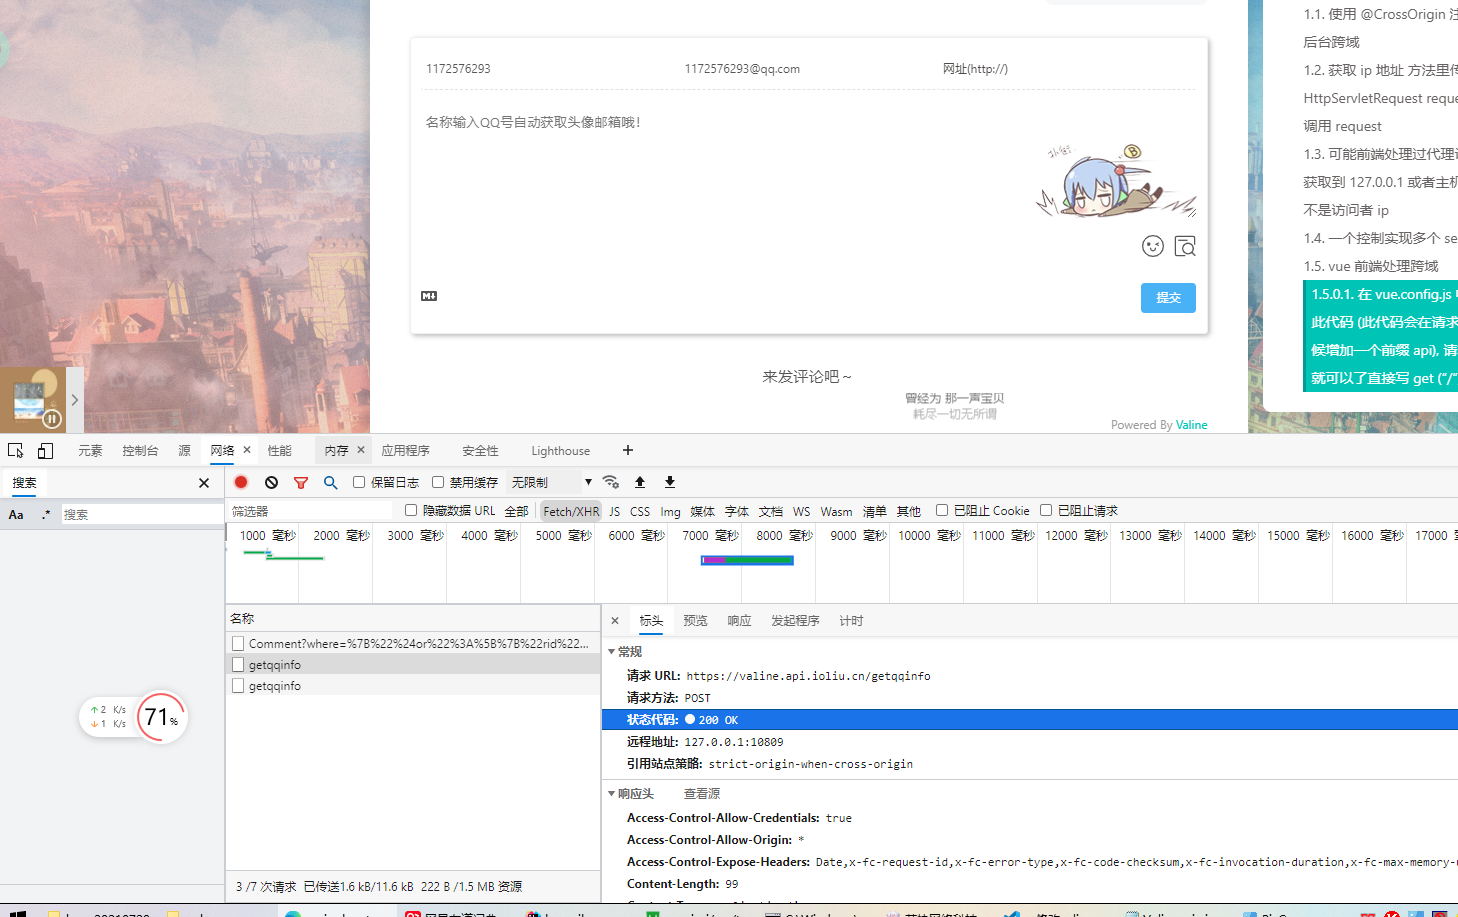 1172576293
1172576293@qq.com
网址(http://)
名称输入QQ号自动获取头像邮箱哦!
提交
来发评论吧～
曾经为 那一声宝贝
耗尽一切无所谓
Powered By Valine
1.1. 使用 @CrossOrigin
后台跨域
1.2. 获取 ip 地址 方法里
HttpServletRequest
调用 request
1.3. 可能前端处理过代理
获取到 127.0.0.1 或者主机
不是访问者 ip
1.4. 一个控制实现多个
1.5. vue 前端处理跨域
1.5.0.1. 在 vue.config.js
此代码 (此代码会在请求
候增加一个前缀 api), 请
就可以了直接写 get ("/"
元素 控制台 源 网络 性能 内存 应用程序 安全性 Lighthouse
搜索
保留日志 禁用缓存 无限制
Aa .* 搜索
筛选器 隐藏数据 URL 全部 Fetch/XHR JS CSS Img 媒体 字体 文档 WS Wasm 清单 其他 已阻止 Cookie 已阻止请求
1000 毫秒 2000 毫秒 3000 毫秒 4000 毫秒 5000 毫秒 6000 毫秒 7000 毫秒 8000 毫秒 9000 毫秒 10000 毫秒 11000 毫秒 12000 毫秒 13000 毫秒 14000 毫秒 15000 毫秒 16000 毫秒 17000
名称
Comment?where=%7B%22%24or%22%3A%5B%7B%22rid%22...
getqqinfo
getqqinfo
2 K/s
1 K/s
71%
3 /7 次请求 已传送1.6 kB/11.6 kB 222 B /1.5 MB 资源
标头 预览 响应 发起程序 计时
常规
请求 URL: https://valine.api.ioliu.cn/getqqinfo
请求方法: POST
状态代码: 200 OK
远程地址: 127.0.0.1:10809
引用站点策略: strict-origin-when-cross-origin
响应头 查看源
Access-Control-Allow-Credentials: true
Access-Control-Allow-Origin: *
Access-Control-Expose-Headers: Date,x-fc-request-id,x-fc-error-type,x-fc-code-checksum,x-fc-invocation-duration,x-fc-max-memory-
Content-Length: 99